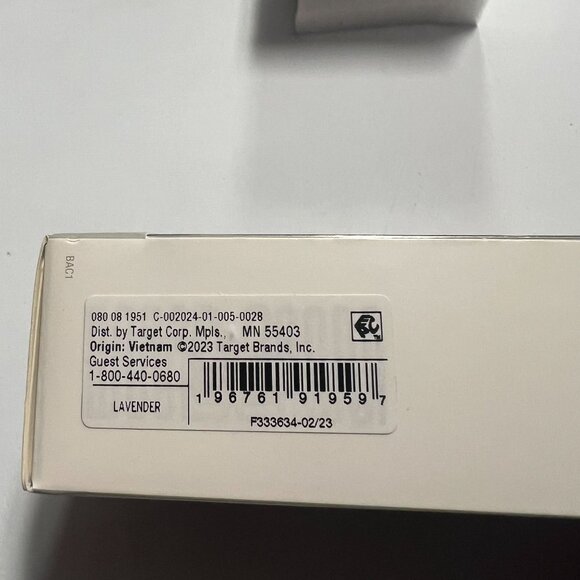 BAC1
080 08 1951 C-002024-01-005-0028
Dist. by Target Corp. Mpls., MN 55403
Origin: Vietnam ©2023 Target Brands, Inc.
Guest Services
1-800-440-0680
LAVENDER
1 96761 91959 7
F333634-02/23